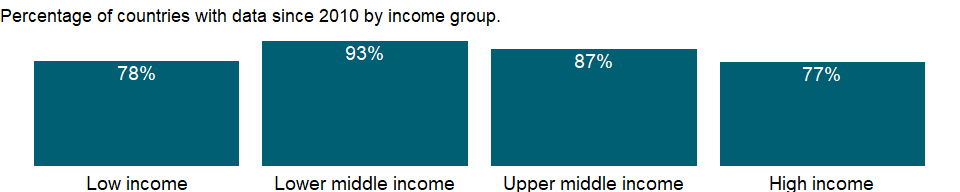 Percentage of countries with data since 2010 by income group.
78%
93%
87%
77%
Low income
Lower middle income
Upper middle income
High income